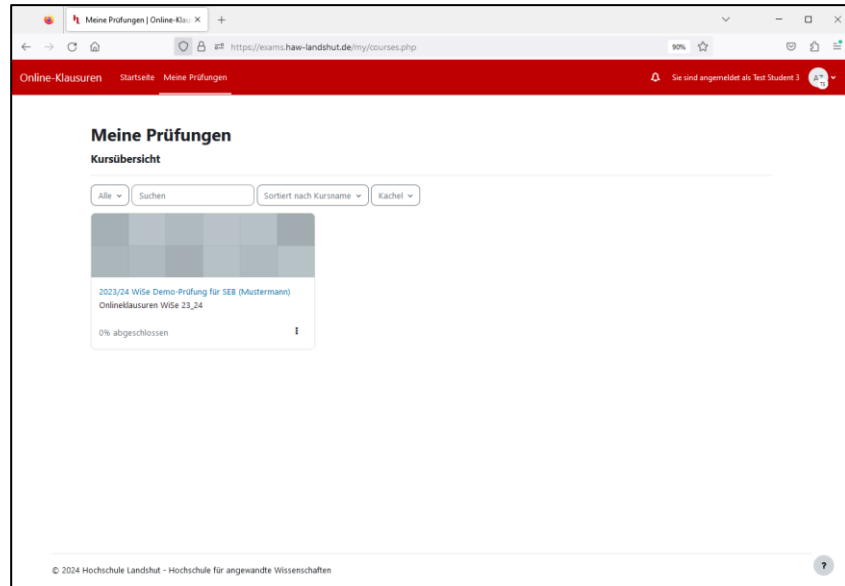 Meine Prüfungen | Online-Klau
https://exams.haw-landshut.de/my/courses.php
90%
Online-Klausuren Startseite Meine Prüfungen Sie sind angemeldet als Test Student 3
TS
Meine Prüfungen
Kursübersicht
Alle Suchen Sortiert nach Kursname Kachel
2023/24 WiSe Demo-Prüfung für SEB (Mustermann)
Onlineklausuren WiSe 23_24
0% abgeschlossen
© 2024 Hochschule Landshut - Hochschule für angewandte Wissenschaften
?